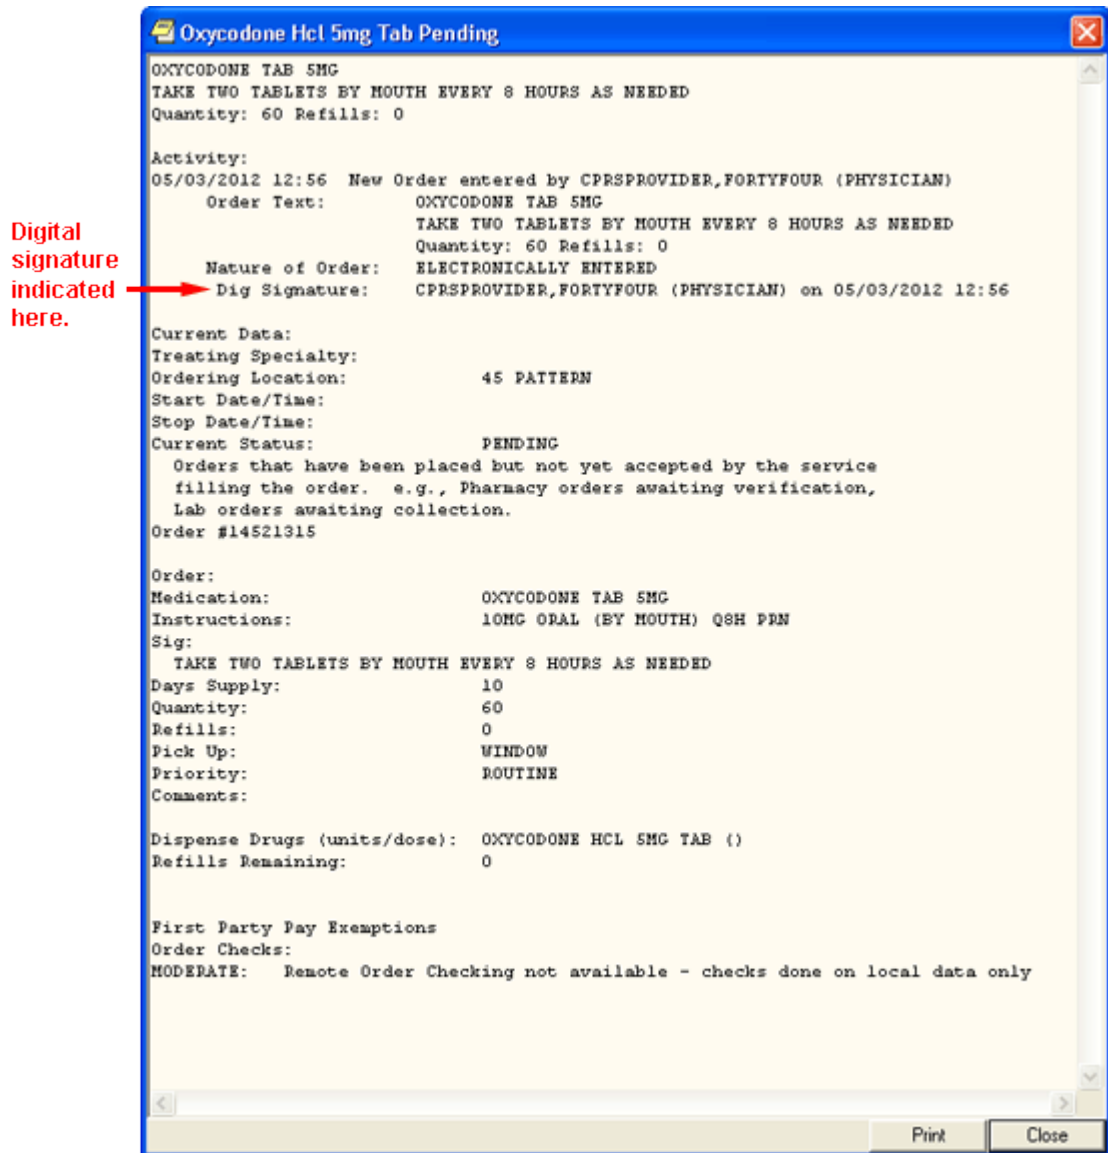 Oxycodone Hcl 5mg Tab Pending
OXYCODONE TAB 5MG
TAKE TWO TABLETS BY MOUTH EVERY 8 HOURS AS NEEDED
Quantity: 60 Refills: 0
Activity:
05/03/2012 12:56 New Order entered by CPRSPROVIDER,FORTYFOUR (PHYSICIAN)
Order Text: OXYCODONE TAB 5MG
TAKE TWO TABLETS BY MOUTH EVERY 8 HOURS AS NEEDED
Quantity: 60 Refills: 0
Nature of Order: ELECTRONICALLY ENTERED
Dig Signature: CPRSPROVIDER,FORTYFOUR (PHYSICIAN) on 05/03/2012 12:56
Digital
signature
indicated
here.
Current Data:
Treating Specialty:
Ordering Location: 45 PATTERN
Start Date/Time:
Stop Date/Time:
Current Status: PENDING
Orders that have been placed but not yet accepted by the service
filling the order. e.g., Pharmacy orders awaiting verification,
Lab orders awaiting collection.
Order #14521315
Order:
Medication: OXYCODONE TAB 5MG
Instructions: 10MG ORAL (BY MOUTH) Q8H PRN
Sig:
TAKE TWO TABLETS BY MOUTH EVERY 8 HOURS AS NEEDED
Days Supply: 10
Quantity: 60
Refills: 0
Pick Up: WINDOW
Priority: ROUTINE
Comments:
Dispense Drugs (units/dose): OXYCODONE HCL 5MG TAB ()
Refills Remaining: 0
First Party Pay Exemptions
Order Checks:
MODERATE: Remote Order Checking not available - checks done on local data only
Print Close